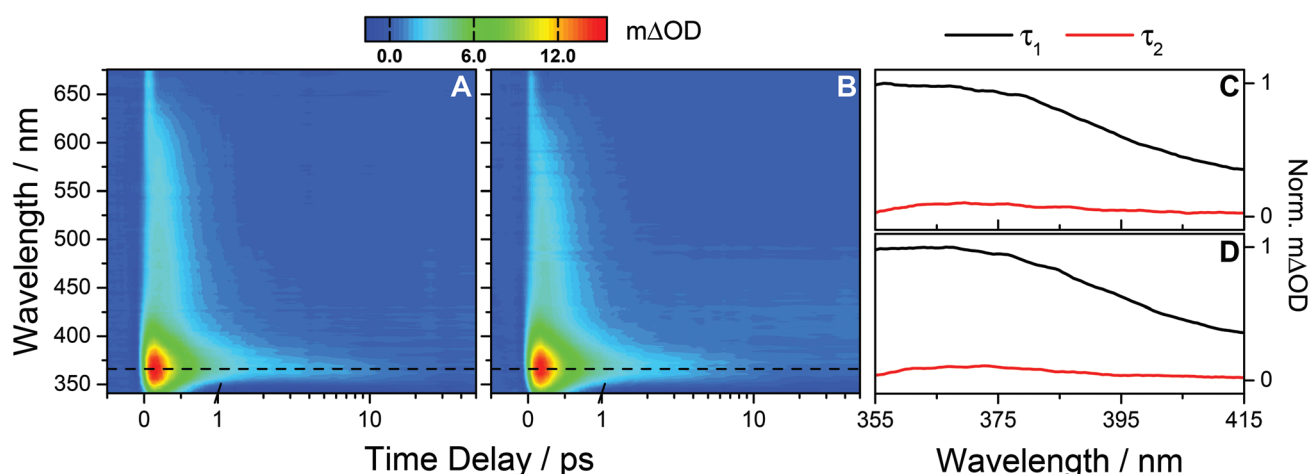 0.0 6.0 12.0 mΔOD
τ1 τ2
A B C D
Wavelength / nm
650
600
550
500
450
400
350
0 1 10
0 1 10
Time Delay / ps
1
0
1
0
Norm. mΔOD
355 375 395 415
Wavelength / nm